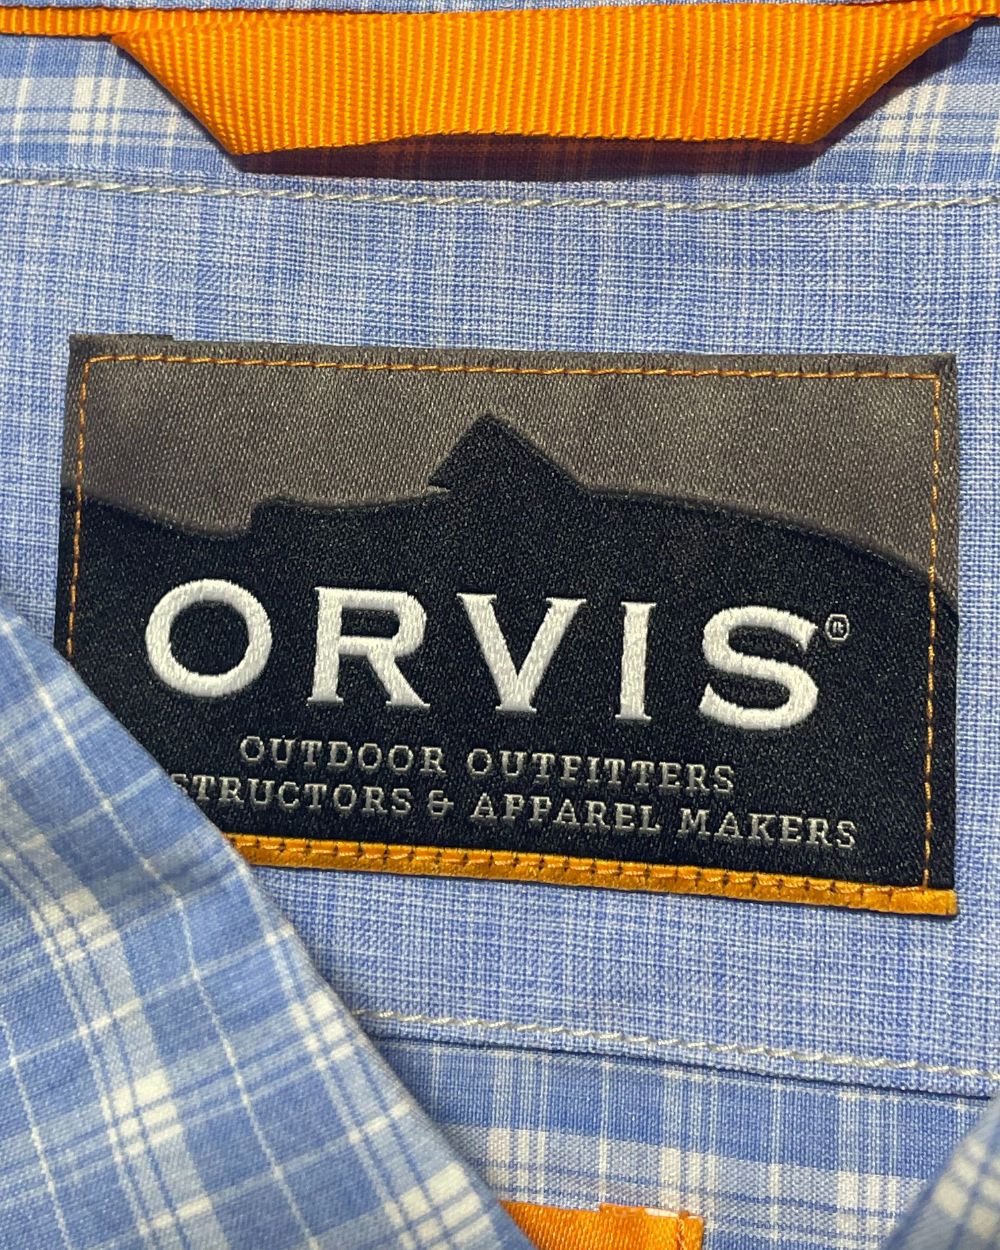 ORVIS®
OUTDOOR OUTFITTERS
STRUCTORS & APPAREL MAKERS